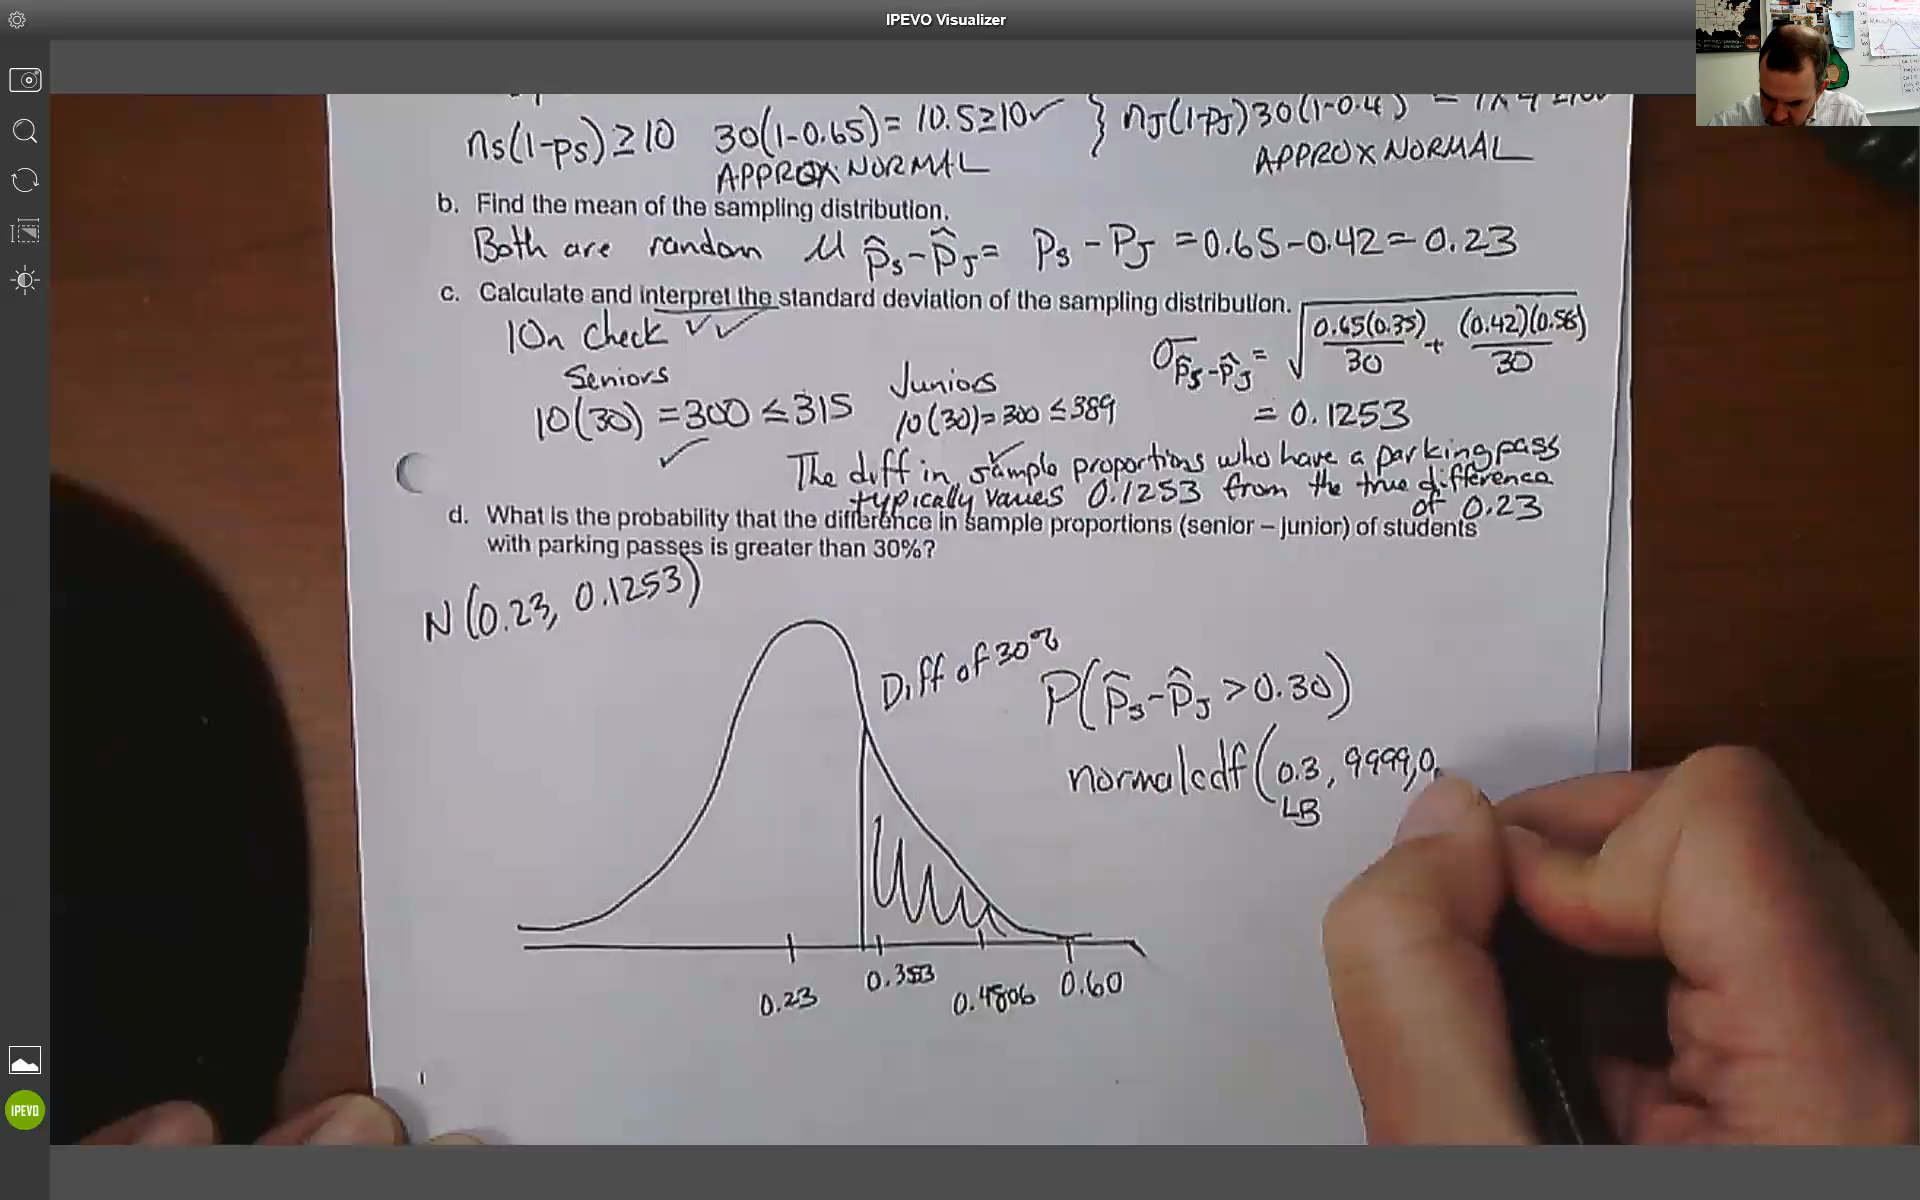 IPEVO Visualizer
ns(1-ps)≥10 30(1-0.65)=10.5≥10✓ } nJ(1-pJ)30(1-0.4)
APPROX NORMAL APPROX NORMAL
b. Find the mean of the sampling distribution.
Both are random μ p̂s-p̂J= Ps-PJ=0.65-0.42=0.23
c. Calculate and interpret the standard deviation of the sampling distribution.
10n check ✓✓
σp̂s-p̂J= √ 0.65(0.35)/30 + (0.42)(0.58)/30
Seniors Juniors
10(30)=300≤315 10(30)=300≤389 = 0.1253
✓ ✓
The diff in sample proportions who have a parking pass
typically varies 0.1253 from the true difference
of 0.23
d. What is the probability that the difference in sample proportions (senior – junior) of students
with parking passes is greater than 30%?
N(0.23, 0.1253)
Diff of 30%
P(p̂s-p̂J>0.30)
normalcdf(0.3, 9999,0.
LB
0.23 0.353 0.4806 0.60
IPEVO